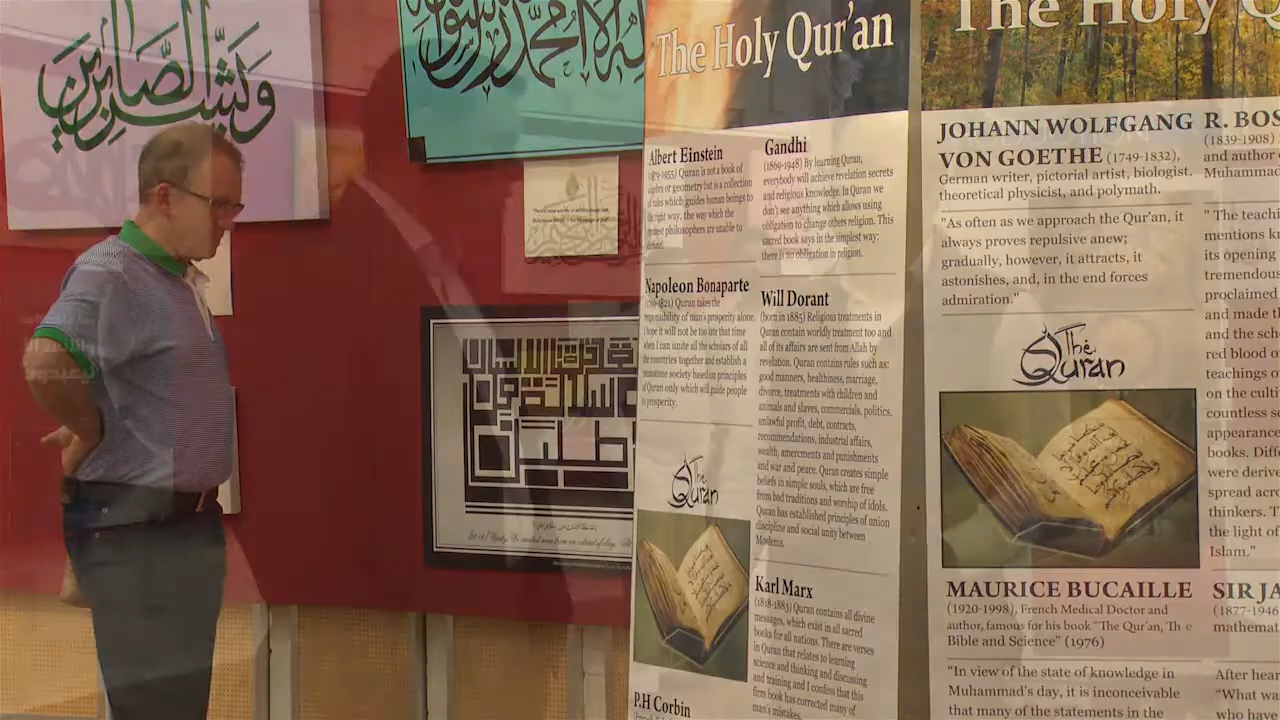 وبشر الصابرين
The Holy Qur'an
Albert Einstein
(1879-1955) Quran is not a book of
algebra or geometry but is a collection
of rules which guides human beings to
the right way, the way which the
greatest philosophers are unable to
Napoleon Bonaparte
Quran takes the
responsibility of man's prosperity alone.
I hope it will not be too late that time
when I can unite all the scholars of all
the countries together and establish a
monotone society based on principles
of Quran only which will guide people
to prosperity.
The Quran
P.H Corbin
Gandhi
(1869-1948) By learning Quran,
everybody will achieve revelation secrets
and religious knowledge. In Quran we
don't see anything which allows using
obligation to change others religion. This
sacred book says in the simplest way:
there is no obligation in religion.
Will Dorant
(born in 1885) Religious treatments in
Quran contain worldly treatment too and
all of its affairs are sent from Allah by
revelation. Quran contains rules such as:
good manners, healthiness, marriage,
divorce, treatments with children and
animals and slaves, commercials, politics,
unlawful profit, debt, contracts,
recommendations, industrial affairs,
wealth, amercments and punishments
and war and peace. Quran creates simple
beliefs in simple souls, which are free
from bad traditions and worship of idols.
Quran has established principles of union
discipline and social unity between
Moslems.
Karl Marx
(1818-1883) Quran contains all divine
messages, which exist in all sacred
books for all nations. There are verses
in Quran that relates to learning
science and thinking and discussing
and training and I confess that this
firm book has corrected many of
man's mistakes.
The Holy Q
JOHANN WOLFGANG
VON GOETHE (1749-1832),
German writer, pictorial artist, biologist,
theoretical physicist, and polymath.
"As often as we approach the Qur'an, it
always proves repulsive anew;
gradually, however, it attracts, it
astonishes, and, in the end forces
admiration."
The Quran
MAURICE BUCAILLE
(1920-1998), French Medical Doctor and
author, famous for his book "The Qur'an, The
Bible and Science" (1976)
"In view of the state of knowledge in
Muhammad's day, it is inconceivable
that many of the statements in the
R. BOS
(1839-1908)
and author
Muhammad
"The teach
mentions kn
its opening
tremendous
proclaimed
and made th
and the sch
red blood o
teachings o
on the culti
countless s
appearance
books. Diffe
were derive
spread acr
thinkers. T
the light of
Islam."
SIR JA
(1877-1946
mathemat
After hear
"What wa
who have